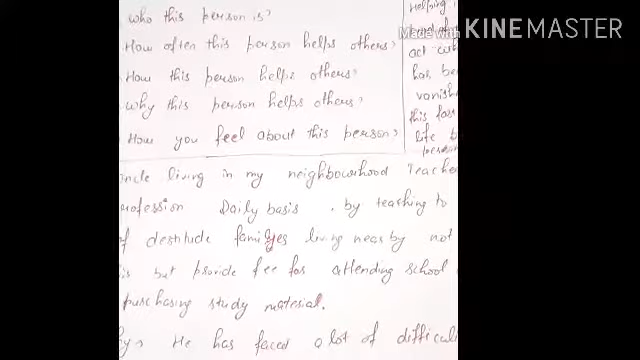 who this person is?
How often this person helps others?
How this person helps others?
why this person helps others?
How you feel about this person?
Helping
act
has be
vanish
this fas
life b
Made with KINEMASTER
uncle living in my neighbourhood Teache
profession Daily basis . by teaching to
of destitude familyes living nearby not
is but provide fee for attending school
purchasing study material.
He has faced a lot of difficul